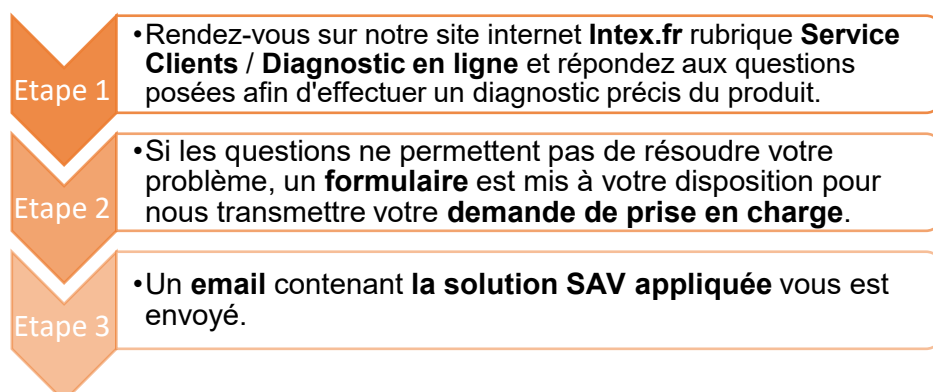 Etape 1
•Rendez-vous sur notre site internet Intex.fr rubrique Service
Clients / Diagnostic en ligne et répondez aux questions
posées afin d'effectuer un diagnostic précis du produit.
Etape 2
•Si les questions ne permettent pas de résoudre votre
problème, un formulaire est mis à votre disposition pour
nous transmettre votre demande de prise en charge.
Etape 3
•Un email contenant la solution SAV appliquée vous est
envoyé.